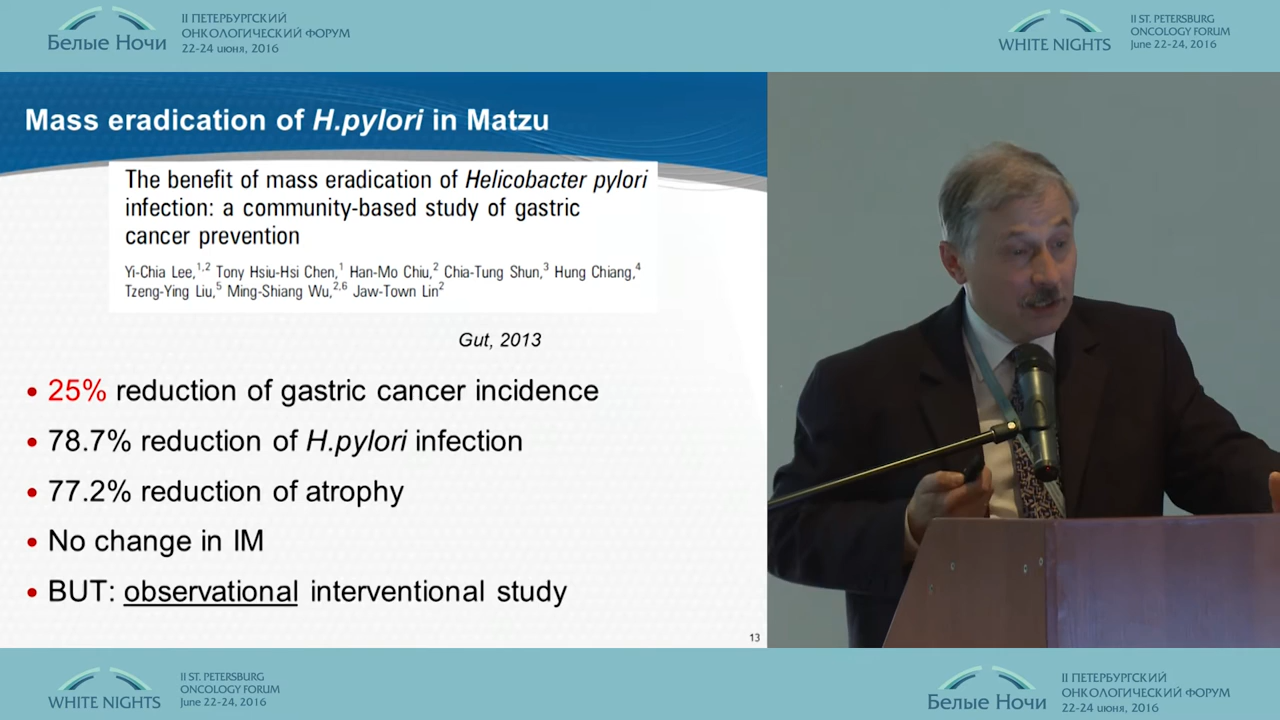 Белые Ночи
II ПЕТЕРБУРГСКИЙ
ОНКОЛОГИЧЕСКИЙ ФОРУМ
22-24 июня, 2016
WHITE NIGHTS
II ST. PETERSBURG
ONCOLOGY FORUM
June 22-24, 2016
Mass eradication of H.pylori in Matzu
The benefit of mass eradication of Helicobacter pylori
infection: a community-based study of gastric
cancer prevention
Yi-Chia Lee,1,2 Tony Hsiu-Hsi Chen,1 Han-Mo Chiu,2 Chia-Tung Shun,3 Hung Chiang,4
Tzeng-Ying Liu,5 Ming-Shiang Wu,2,6 Jaw-Town Lin2
Gut, 2013
• 25% reduction of gastric cancer incidence
• 78.7% reduction of H.pylori infection
• 77.2% reduction of atrophy
• No change in IM
• BUT: observational interventional study
13
WHITE NIGHTS
II ST. PETERSBURG
ONCOLOGY FORUM
June 22-24, 2016
Белые Ночи
II ПЕТЕРБУРГСКИЙ
ОНКОЛОГИЧЕСКИЙ ФОРУМ
22-24 июня, 2016